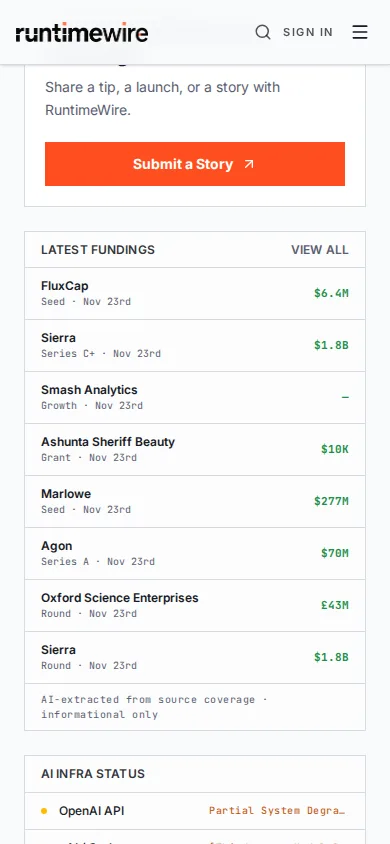 runtimewire
SIGN IN
Share a tip, a launch, or a story with
RuntimeWire.
Submit a Story
LATEST FUNDINGS
VIEW ALL
FluxCap
Seed · Nov 23rd
$6.4M
Sierra
Series C+ · Nov 23rd
$1.8B
Smash Analytics
Growth · Nov 23rd
—
Ashunta Sheriff Beauty
Grant · Nov 23rd
$10K
Marlowe
Seed · Nov 23rd
$277M
Agon
Series A · Nov 23rd
$70M
Oxford Science Enterprises
Round · Nov 23rd
£43M
Sierra
Round · Nov 23rd
$1.8B
AI-extracted from source coverage ·
informational only
AI INFRA STATUS
OpenAI API
Partial System Degra…